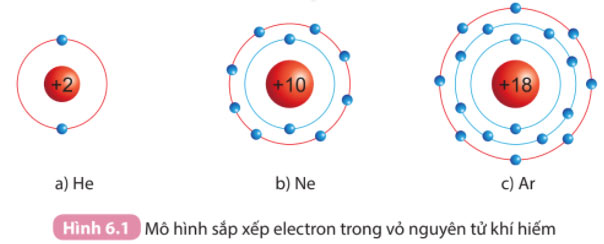 +2
+10
+18
a) He
b) Ne
c) Ar
Hình 6.1 Mô hình sắp xếp electron trong vỏ nguyên tử khí hiếm